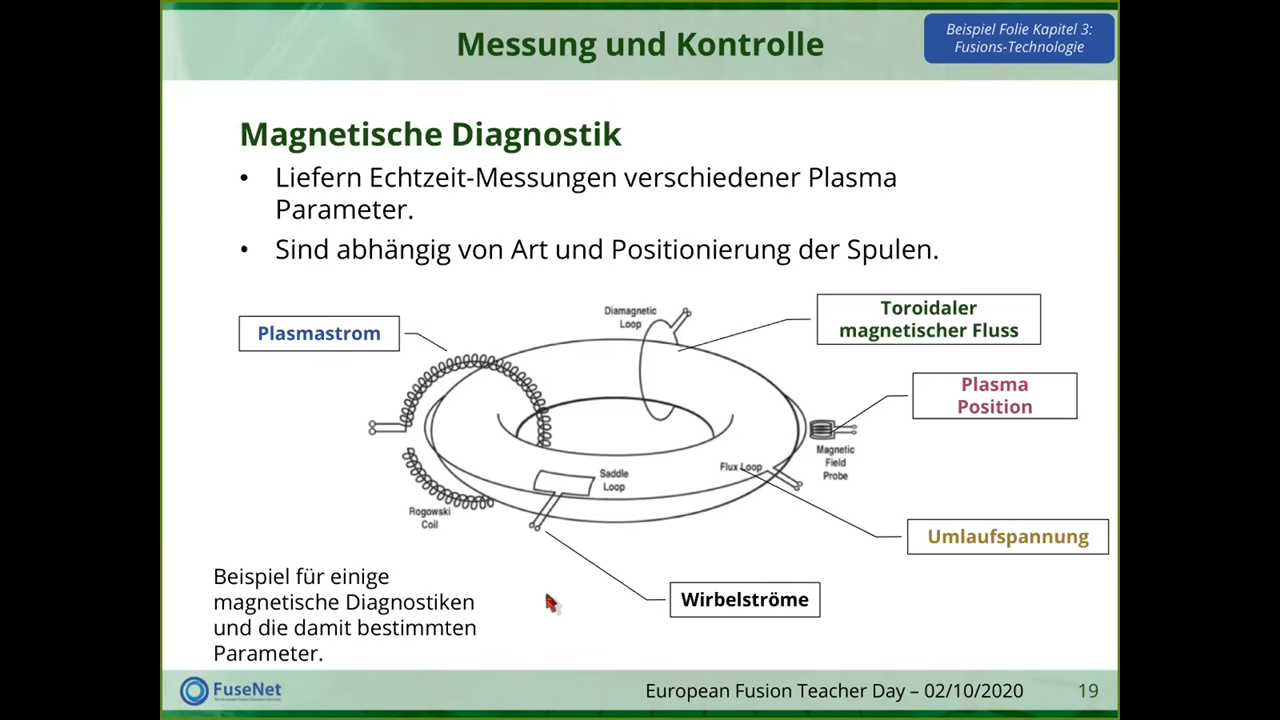 Messung und Kontrolle
Beispiel Folie Kapitel 3:
Fusions-Technologie
Magnetische Diagnostik
• Liefern Echtzeit-Messungen verschiedener Plasma
Parameter.
• Sind abhängig von Art und Positionierung der Spulen.
Plasmastrom
Diamagnetic
Loop
Toroidaler
magnetischer Fluss
Plasma
Position
Magnetic
Field
Probe
Saddle
Loop
Flux Loop
Rogowski
Coil
Umlaufspannung
Wirbelströme
Beispiel für einige
magnetische Diagnostiken
und die damit bestimmten
Parameter.
FuseNet
European Fusion Teacher Day – 02/10/2020
19